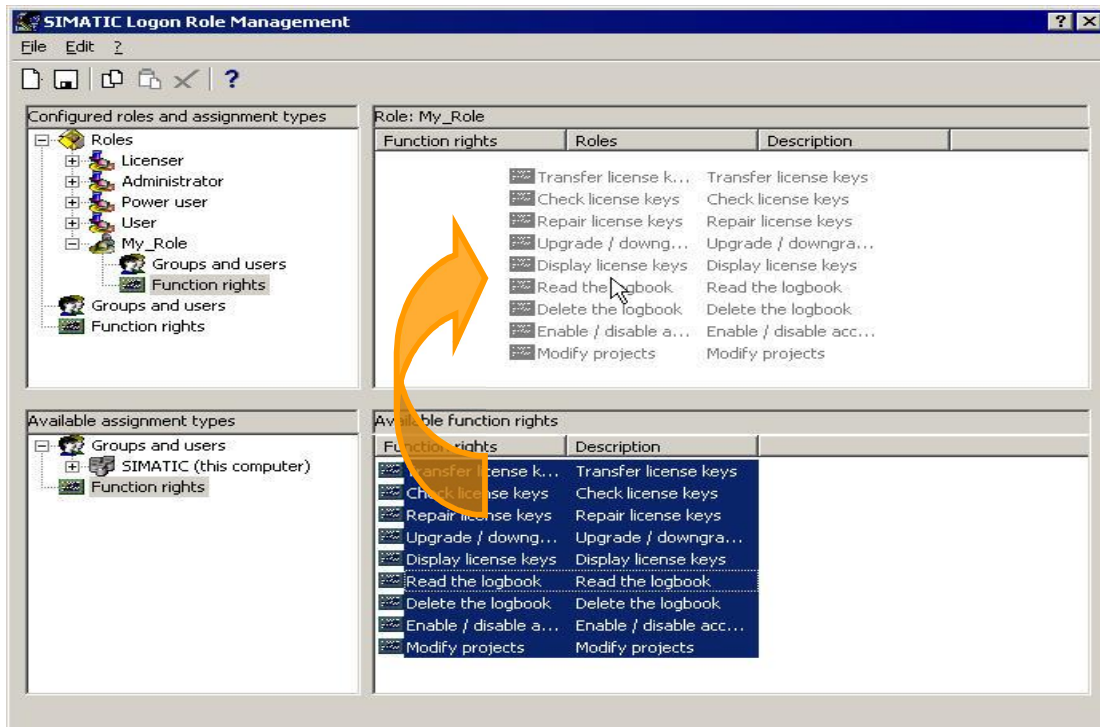 SIMATIC Logon Role Management
File Edit ?
?
Configured roles and assignment types
Roles
Licenser
Administrator
Power user
User
My_Role
Groups and users
Function rights
Groups and users
Function rights
Role: My_Role
Function rights Roles Description
Transfer license k... Transfer license keys
Check license keys Check license keys
Repair license keys Repair license keys
Upgrade / downg... Upgrade / downgra...
Display license keys Display license keys
Read the logbook Read the logbook
Delete the logbook Delete the logbook
Enable / disable a... Enable / disable acc...
Modify projects Modify projects
Available assignment types
Groups and users
SIMATIC (this computer)
Function rights
Available function rights
Function rights Description
Transfer license k... Transfer license keys
Check license keys Check license keys
Repair license keys Repair license keys
Upgrade / downg... Upgrade / downgra...
Display license keys Display license keys
Read the logbook Read the logbook
Delete the logbook Delete the logbook
Enable / disable a... Enable / disable acc...
Modify projects Modify projects